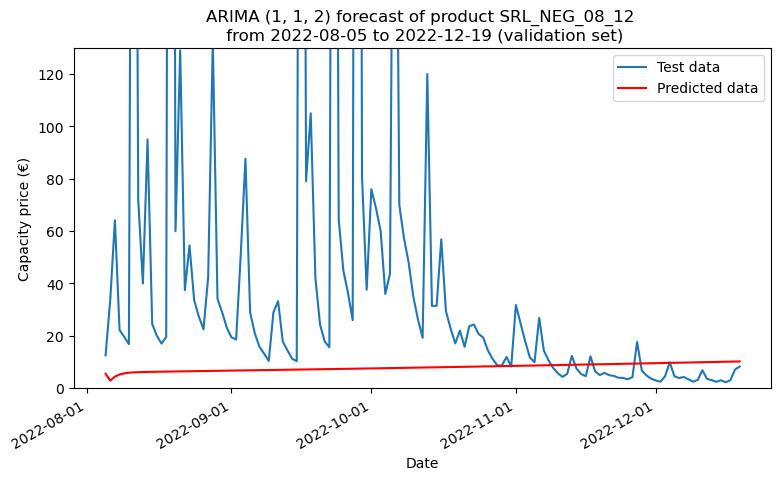 ARIMA (1, 1, 2) forecast of product SRL_NEG_08_12
from 2022-08-05 to 2022-12-19 (validation set)
Test data
Predicted data
120
100
80
60
40
20
0
Capacity price (€)
2022-08-01
2022-09-01
2022-10-01
2022-11-01
2022-12-01
Date